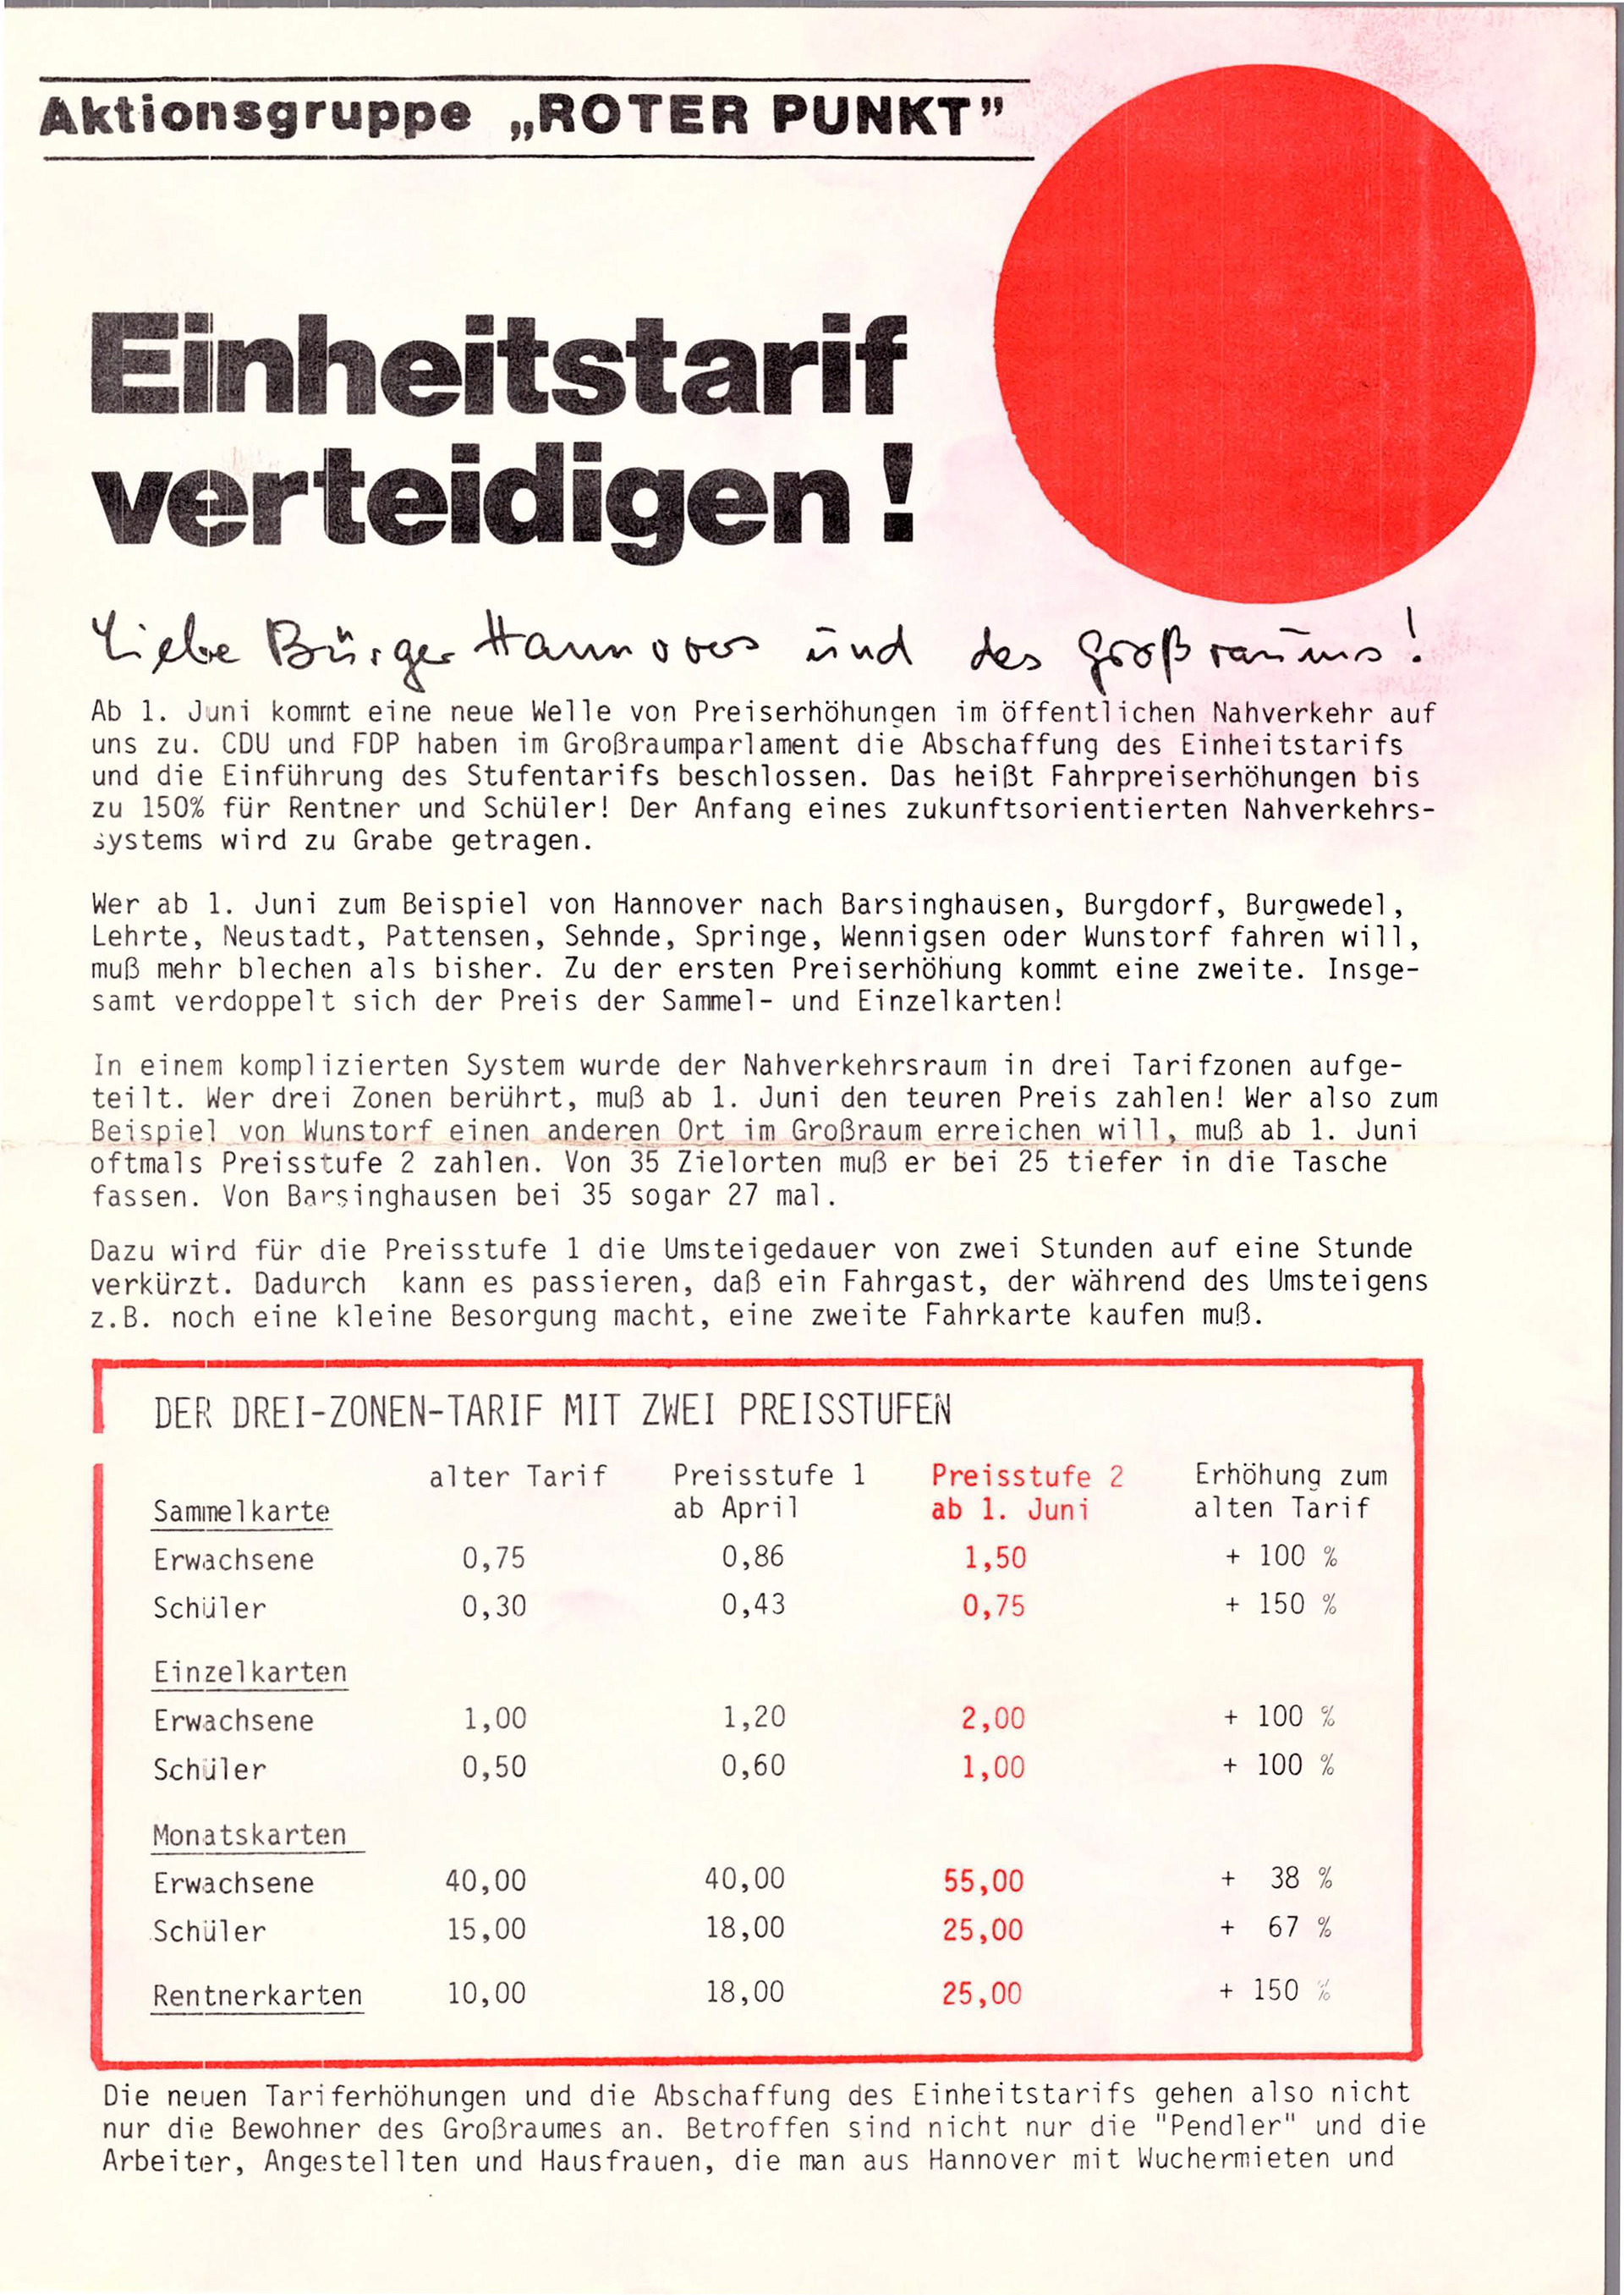 Aktionsgruppe „ROTER PUNKT”
Einheitstarif
verteidigen!
Liebe Bürger Hannovers und des Großraums!
Ab 1. Juni kommt eine neue Welle von Preiserhöhungen im öffentlichen Nahverkehr auf
uns zu. CDU und FDP haben im Großraumparlament die Abschaffung des Einheitstarifs
und die Einführung des Stufentarifs beschlossen. Das heißt Fahrpreiserhöhungen bis
zu 150% für Rentner und Schüler! Der Anfang eines zukunftsorientierten Nahverkehrs-
systems wird zu Grabe getragen.
Wer ab 1. Juni zum Beispiel von Hannover nach Barsinghausen, Burgdorf, Burgwedel,
Lehrte, Neustadt, Pattensen, Sehnde, Springe, Wennigsen oder Wunstorf fahren will,
muß mehr blechen als bisher. Zu der ersten Preiserhöhung kommt eine zweite. Insge-
samt verdoppelt sich der Preis der Sammel- und Einzelkarten!
In einem komplizierten System wurde der Nahverkehrsraum in drei Tarifzonen aufge-
teilt. Wer drei Zonen berührt, muß ab 1. Juni den teuren Preis zahlen! Wer also zum
Beispiel von Wunstorf einen anderen Ort im Großraum erreichen will, muß ab 1. Juni
oftmals Preisstufe 2 zahlen. Von 35 Zielorten muß er bei 25 tiefer in die Tasche
fassen. Von Barsinghausen bei 35 sogar 27 mal.
Dazu wird für die Preisstufe 1 die Umsteigedauer von zwei Stunden auf eine Stunde
verkürzt. Dadurch kann es passieren, daß ein Fahrgast, der während des Umsteigens
z.B. noch eine kleine Besorgung macht, eine zweite Fahrkarte kaufen muß.
DER DREI-ZONEN-TARIF MIT ZWEI PREISSTUFEN
alter Tarif Preisstufe 1 Preisstufe 2 Erhöhung zum
Sammelkarte ab April ab 1. Juni alten Tarif
Erwachsene 0,75 0,86 1,50 + 100 %
Schüler 0,30 0,43 0,75 + 150 %
Einzelkarten
Erwachsene 1,00 1,20 2,00 + 100 %
Schüler 0,50 0,60 1,00 + 100 %
Monatskarten
Erwachsene 40,00 40,00 55,00 + 38 %
Schüler 15,00 18,00 25,00 + 67 %
Rentnerkarten 10,00 18,00 25,00 + 150 %
Die neuen Tariferhöhungen und die Abschaffung des Einheitstarifs gehen also nicht
nur die Bewohner des Großraumes an. Betroffen sind nicht nur die "Pendler" und die
Arbeiter, Angestellten und Hausfrauen, die man aus Hannover mit Wuchermieten und